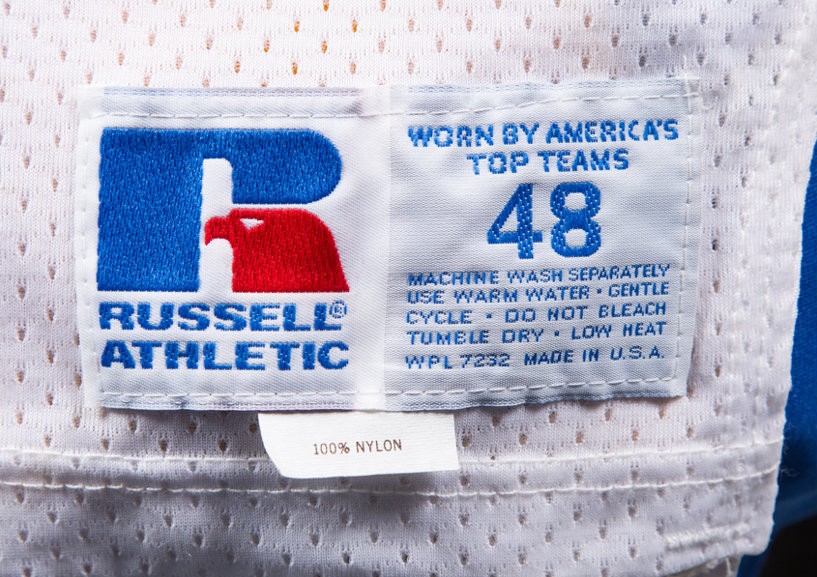 RUSSELL®
ATHLETIC
WORN BY AMERICA'S
TOP TEAMS
48
MACHINE WASH SEPARATELY
USE WARM WATER • GENTLE
CYCLE • DO NOT BLEACH
TUMBLE DRY • LOW HEAT
WPL 7232 MADE IN U.S.A.
100% NYLON